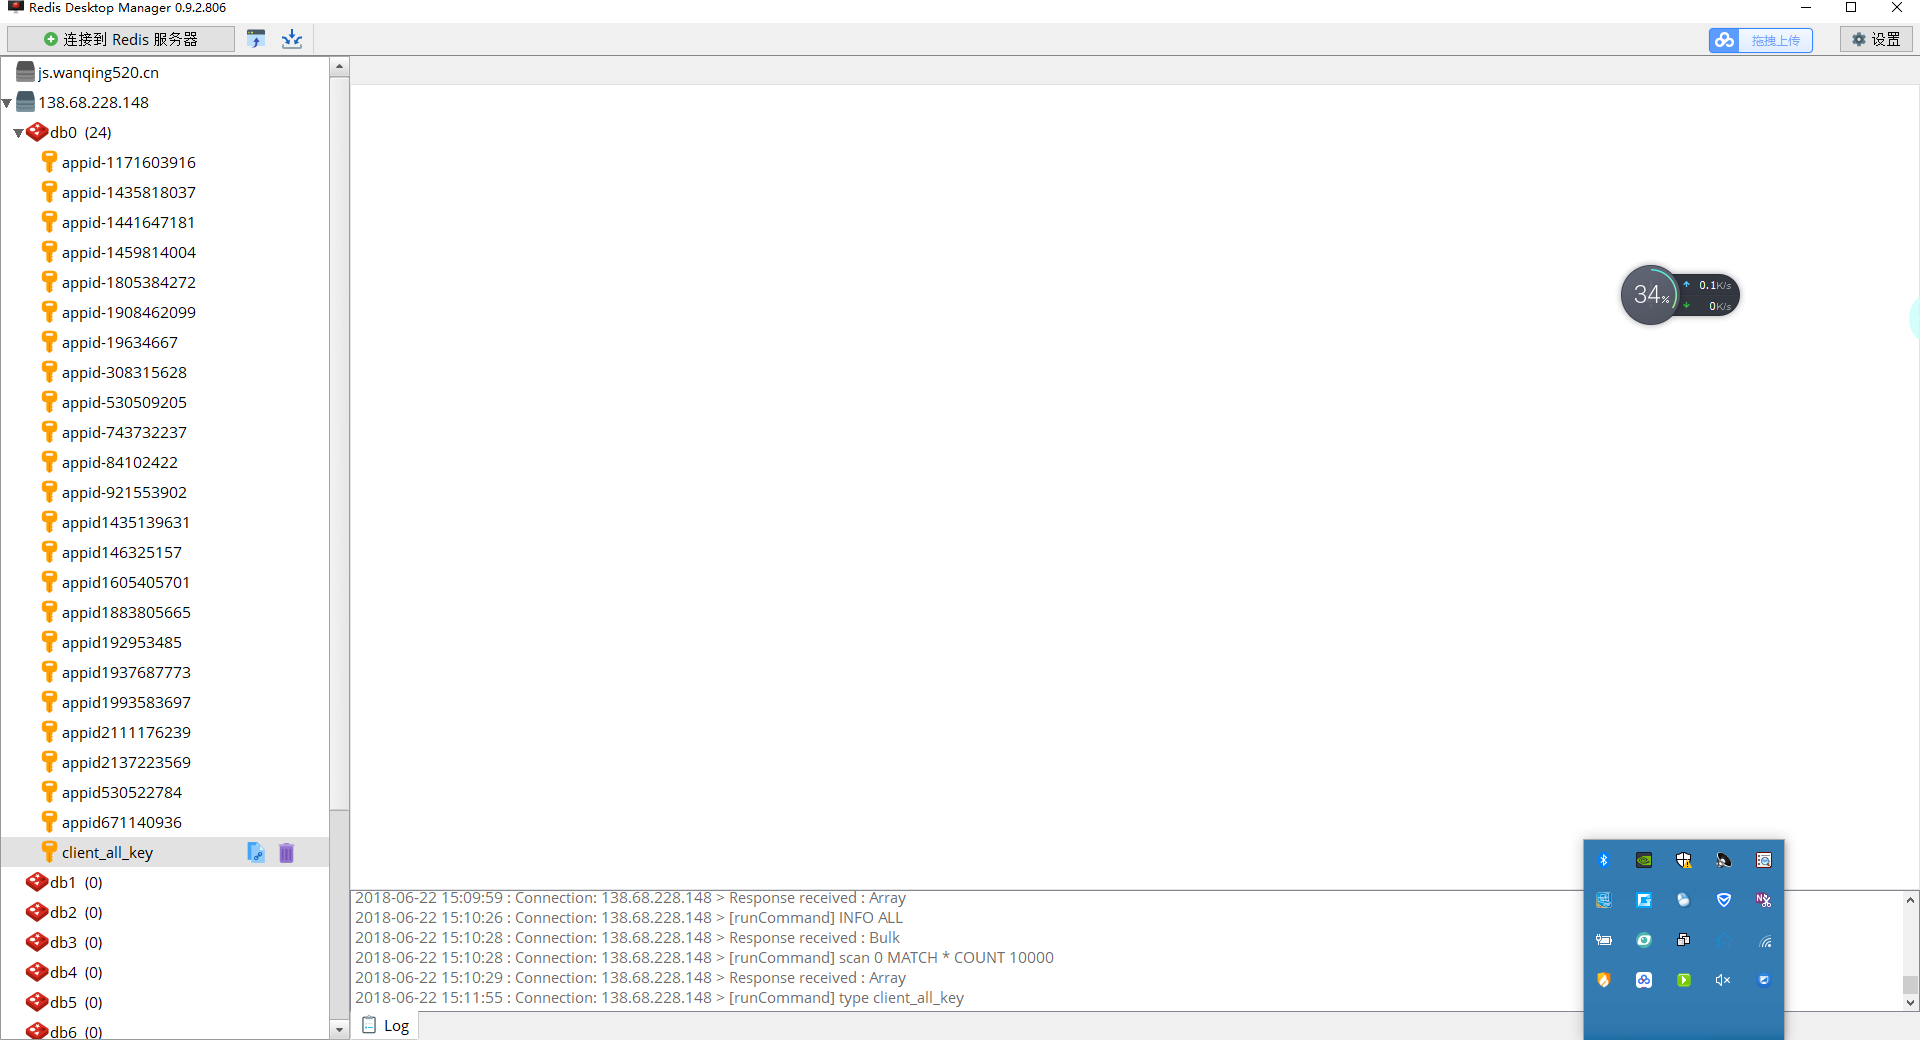 Redis Desktop Manager 0.9.2.806
连接到 Redis 服务器
拖拽上传
设置
js.wanqing520.cn
138.68.228.148
db0 (24)
appid-1171603916
appid-1435818037
appid-1441647181
appid-1459814004
appid-1805384272
appid-1908462099
appid-19634667
appid-308315628
appid-530509205
appid-743732237
appid-84102422
appid-921553902
appid1435139631
appid146325157
appid1605405701
appid1883805665
appid192953485
appid1937687773
appid1993583697
appid2111176239
appid2137223569
appid530522784
appid671140936
client_all_key
db1 (0)
db2 (0)
db3 (0)
db4 (0)
db5 (0)
db6 (0)
34%
0.1K/s
0K/s
2018-06-22 15:09:59 : Connection: 138.68.228.148 > Response received : Array
2018-06-22 15:10:26 : Connection: 138.68.228.148 > [runCommand] INFO ALL
2018-06-22 15:10:28 : Connection: 138.68.228.148 > Response received : Bulk
2018-06-22 15:10:28 : Connection: 138.68.228.148 > [runCommand] scan 0 MATCH * COUNT 10000
2018-06-22 15:10:29 : Connection: 138.68.228.148 > Response received : Array
2018-06-22 15:11:55 : Connection: 138.68.228.148 > [runCommand] type client_all_key
Log